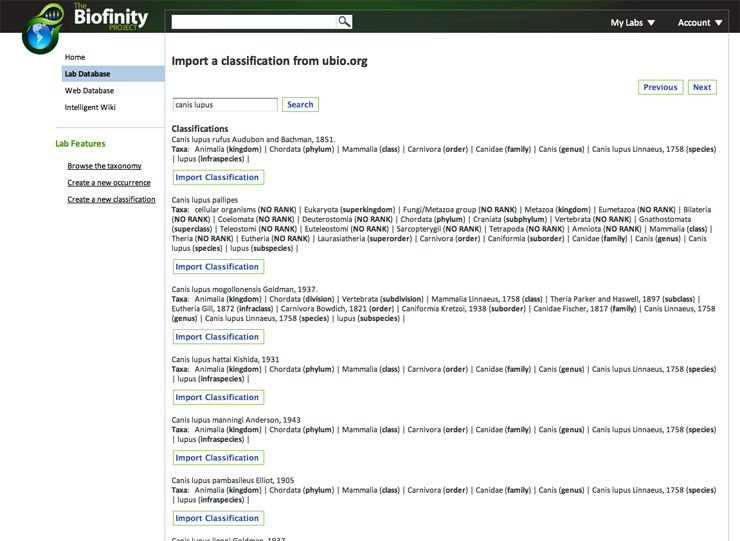 The
Biofinity
PROJECT
My Labs ▼
Account ▼
Home
Lab Database
Web Database
Intelligent Wiki
Lab Features
Browse the taxonomy
Create a new occurrence
Create a new classification
Import a classification from ubio.org
Previous
Next
canis lupus
Search
Classifications
Canis lupus rufus Audubon and Bachman, 1851.
Taxa: Animalia (kingdom) | Chordata (phylum) | Mammalia (class) | Carnivora (order) | Canidae (family) | Canis (genus) | Canis lupus Linnaeus, 1758 (species)
| lupus (infraspecies) |
Import Classification
Canis lupus pallipes
Taxa: cellular organisms (NO RANK) | Eukaryota (superkingdom) | Fungi/Metazoa group (NO RANK) | Metazoa (kingdom) | Eumetazoa (NO RANK) | Bilateria
(NO RANK) | Coelomata (NO RANK) | Deuterostomia (NO RANK) | Chordata (phylum) | Craniata (subphylum) | Vertebrata (NO RANK) | Gnathostomata
(superclass) | Teleostomi (NO RANK) | Euteleostomi (NO RANK) | Sarcopterygii (NO RANK) | Tetrapoda (NO RANK) | Amniota (NO RANK) | Mammalia (class) |
Theria (NO RANK) | Eutheria (NO RANK) | Laurasiatheria (superorder) | Carnivora (order) | Caniformia (suborder) | Canidae (family) | Canis (genus) | Canis
lupus (species) | lupus (subspecies) |
Import Classification
Canis lupus mogollonensis Goldman, 1937.
Taxa: Animalia (kingdom) | Chordata (division) | Vertebrata (subdivision) | Mammalia Linnaeus, 1758 (class) | Theria Parker and Haswell, 1897 (subclass) |
Eutheria Gill, 1872 (infraclass) | Carnivora Bowdich, 1821 (order) | Caniformia Kretzoi, 1938 (suborder) | Canidae Fischer, 1817 (family) | Canis Linnaeus, 1758
(genus) | Canis lupus Linnaeus, 1758 (species) | lupus (subspecies) |
Import Classification
Canis lupus hattai Kishida, 1931
Taxa: Animalia (kingdom) | Chordata (phylum) | Mammalia (class) | Carnivora (order) | Canidae (family) | Canis (genus) | Canis lupus Linnaeus, 1758 (species)
| lupus (infraspecies) |
Import Classification
Canis lupus manningi Anderson, 1943
Taxa: Animalia (kingdom) | Chordata (phylum) | Mammalia (class) | Carnivora (order) | Canidae (family) | Canis (genus) | Canis lupus Linnaeus, 1758 (species)
| lupus (infraspecies) |
Import Classification
Canis lupus pambasileus Elliot, 1905
Taxa: Animalia (kingdom) | Chordata (phylum) | Mammalia (class) | Carnivora (order) | Canidae (family) | Canis (genus) | Canis lupus Linnaeus, 1758 (species)
| lupus (infraspecies) |
Import Classification
Canis lupus ligoni Goldman, 1937